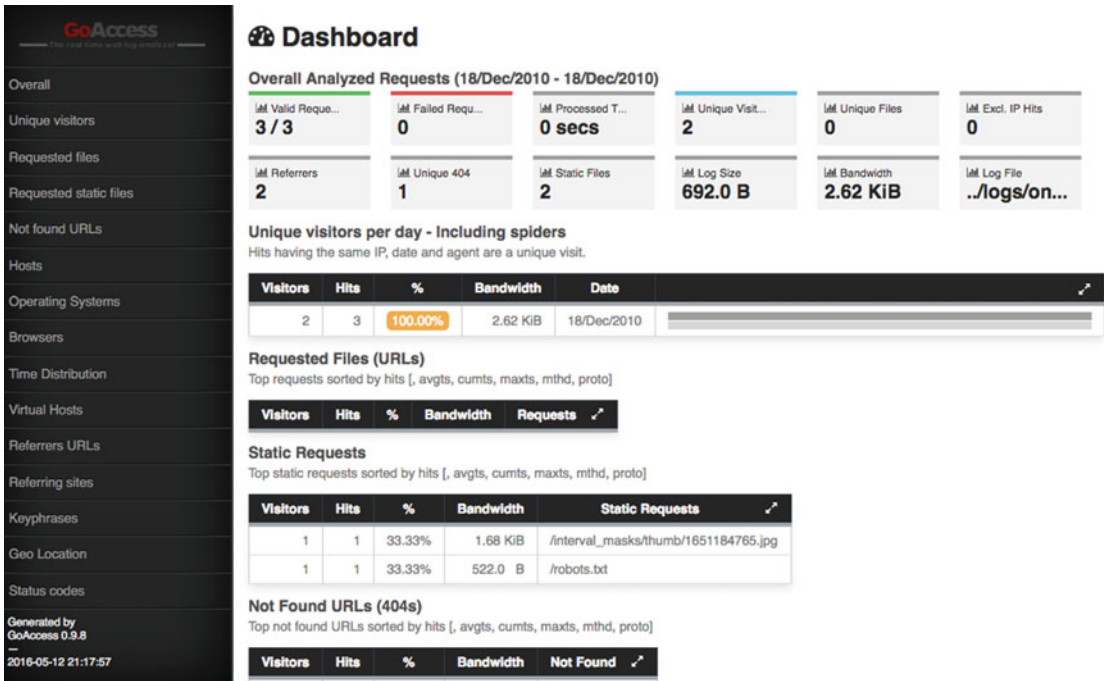 GoAccess
The real time web log analyzer
Overall
Unique visitors
Requested files
Requested static files
Not found URLs
Hosts
Operating Systems
Browsers
Time Distribution
Virtual Hosts
Referrers URLs
Referring sites
Keyphrases
Geo Location
Status codes
Generated by
GoAccess 0.9.8
—
2016-05-12 21:17:57
Dashboard
Overall Analyzed Requests (18/Dec/2010 - 18/Dec/2010)
Valid Reque... Failed Requ... Processed T... Unique Visit... Unique Files Excl. IP Hits
3 / 3 0 0 secs 2 0 0
Referrers Unique 404 Static Files Log Size Bandwidth Log File
2 1 2 692.0 B 2.62 KiB ../logs/on...
Unique visitors per day - Including spiders
Hits having the same IP, date and agent are a unique visit.
Visitors Hits % Bandwidth Date
2 3 100.00% 2.62 KiB 18/Dec/2010
Requested Files (URLs)
Top requests sorted by hits [, avgts, cumts, maxts, mthd, proto]
Visitors Hits % Bandwidth Requests
Static Requests
Top static requests sorted by hits [, avgts, cumts, maxts, mthd, proto]
Visitors Hits % Bandwidth Static Requests
1 1 33.33% 1.68 KiB /interval_masks/thumb/1651184765.jpg
1 1 33.33% 522.0 B /robots.txt
Not Found URLs (404s)
Top not found URLs sorted by hits [, avgts, cumts, maxts, mthd, proto]
Visitors Hits % Bandwidth Not Found